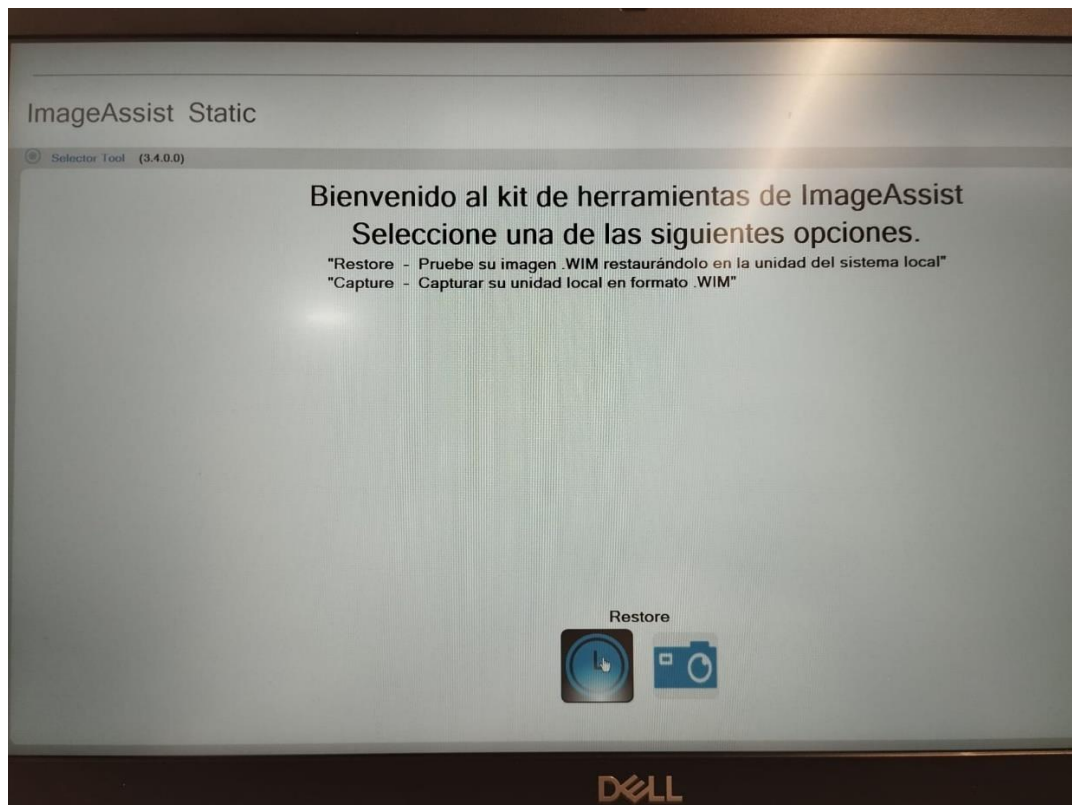 ImageAssist Static
Selector Tool (3.4.0.0)
Bienvenido al kit de herramientas de ImageAssist
Seleccione una de las siguientes opciones.
"Restore - Pruebe su imagen .WIM restaurándolo en la unidad del sistema local"
"Capture - Capturar su unidad local en formato .WIM"
Restore
DELL